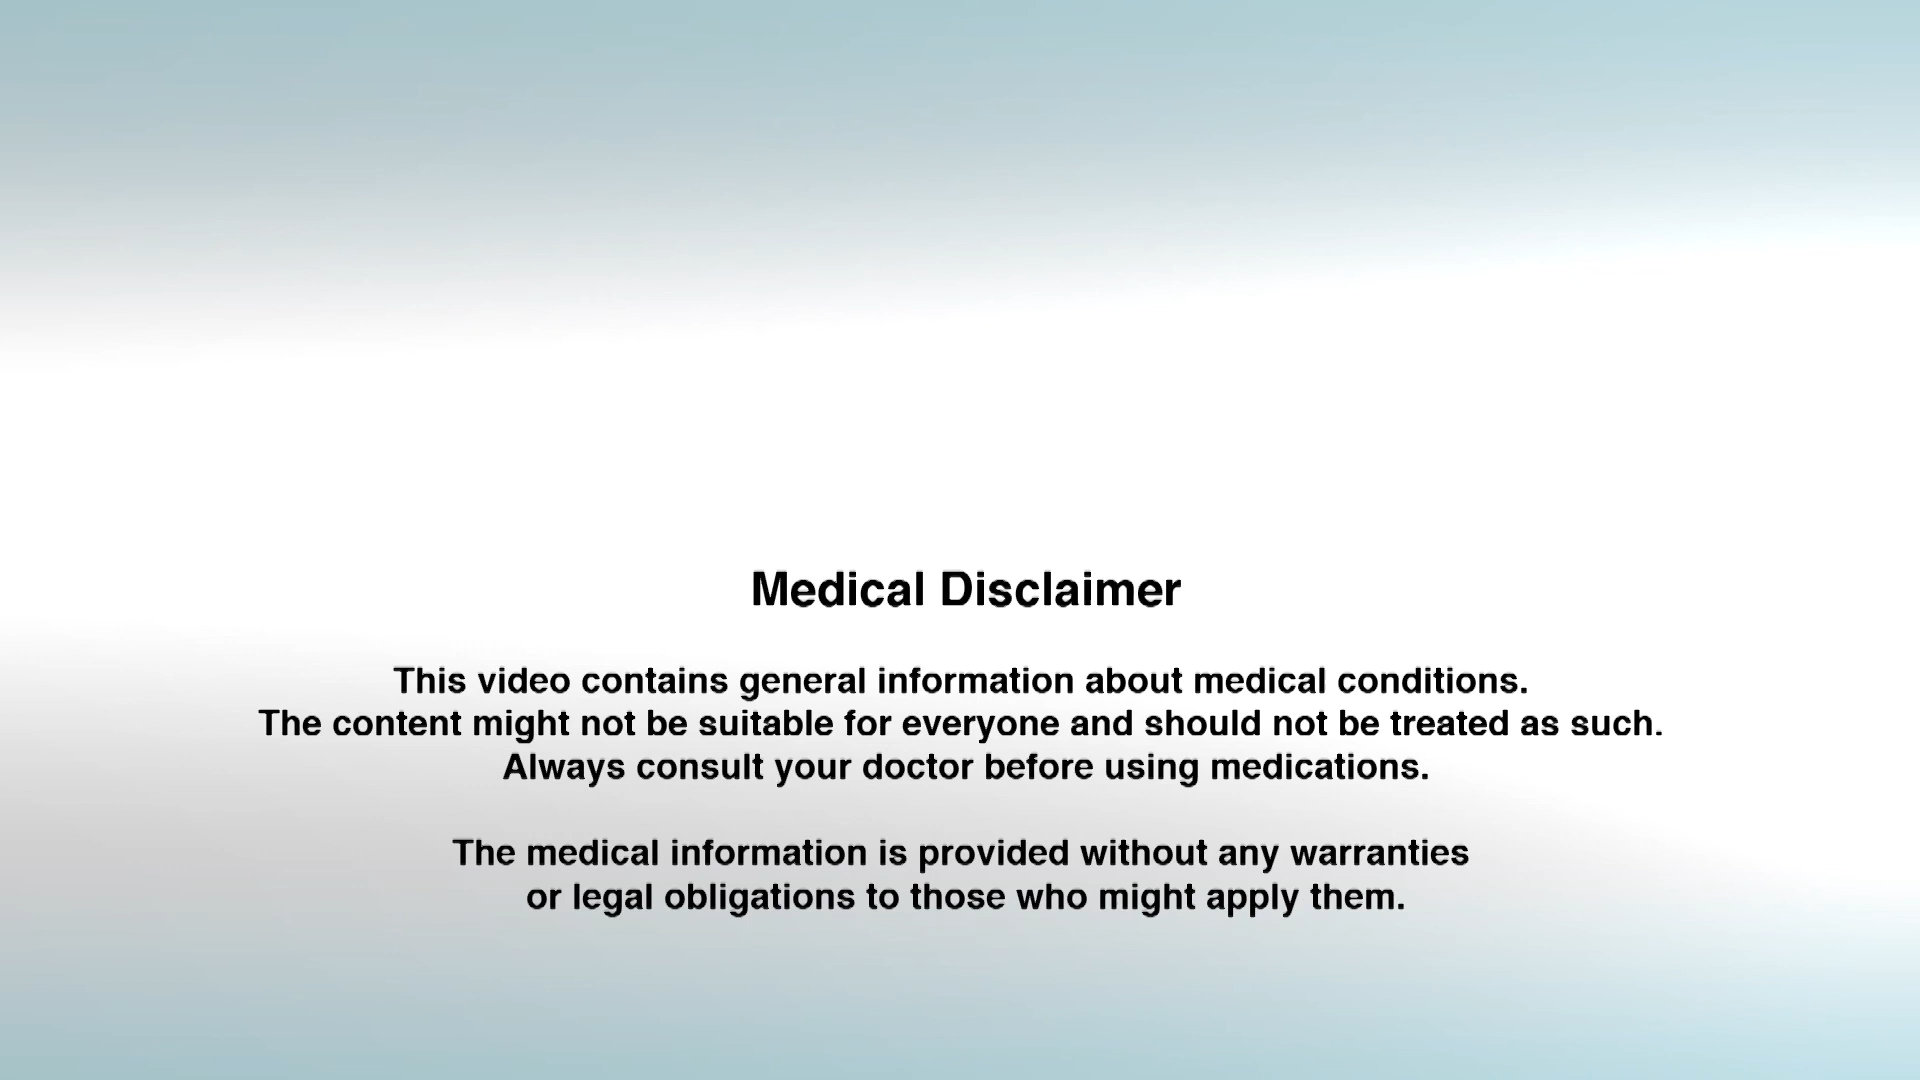 Medical Disclaimer
This video contains general information about medical conditions.
The content might not be suitable for everyone and should not be treated as such.
Always consult your doctor before using medications.
The medical information is provided without any warranties
or legal obligations to those who might apply them.